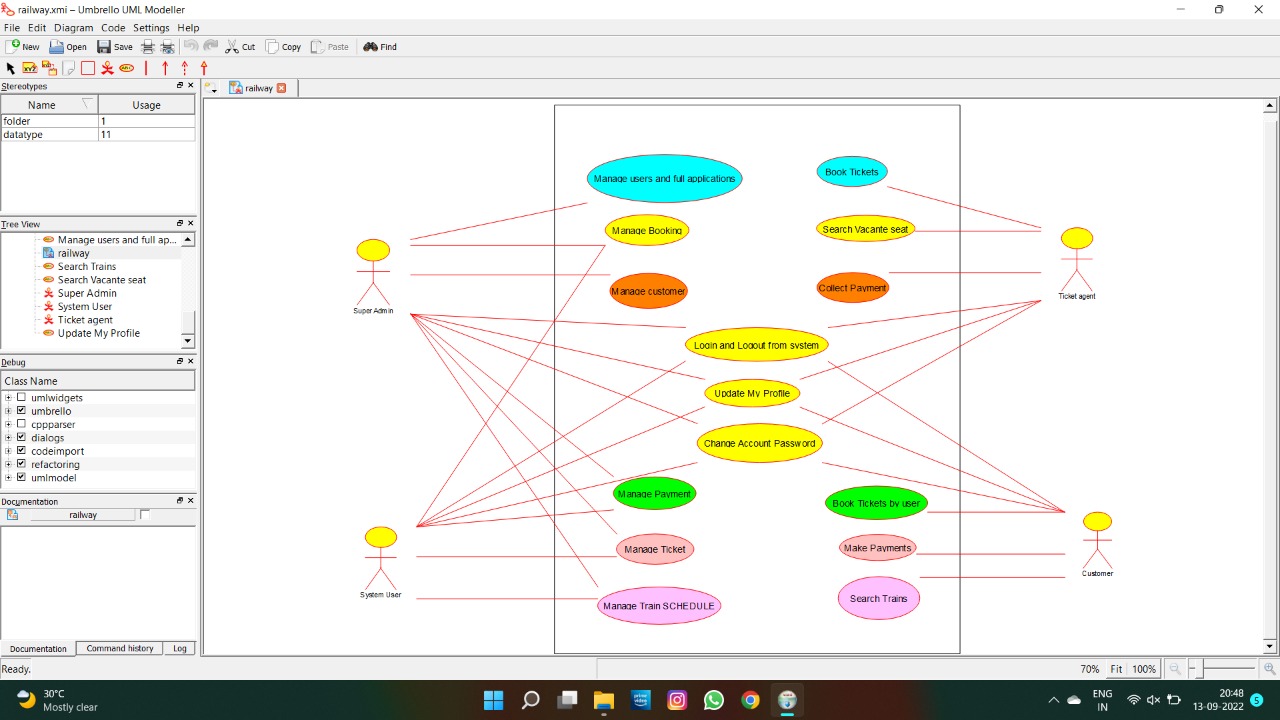 railway.xmi – Umbrello UML Modeller
File Edit Diagram Code Settings Help
New Open Save Cut Copy Paste Find
Stereotypes
Name Usage
folder 1
datatype 11
Tree View
Manage users and full ap...
railway
Search Trains
Search Vacante seat
Super Admin
System User
Ticket agent
Update My Profile
Debug
Class Name
umlwidgets
umbrello
cppparser
dialogs
codeimport
refactoring
umlmodel
Documentation
railway
Documentation Command history Log
Ready.
railway
Manage users and full applications
Book Tickets
Manage Booking
Search Vacante seat
Manage customer
Collect Payment
Super Admin
Ticket agent
Login and Logout from system
Update My Profile
Change Account Password
Manage Payment
Book Tickets by user
Manage Ticket
Make Payments
Manage Train SCHEDULE
Search Trains
System User
Customer
70% Fit 100%
30°C
Mostly clear
prime video
ENG
IN
20:48
13-09-2022
5